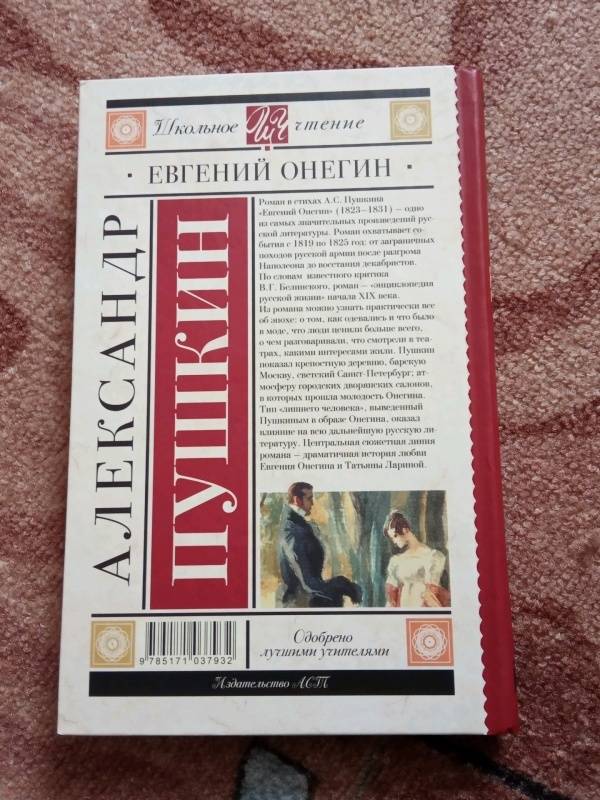 Школьное ШЧ чтение
· ЕВГЕНИЙ ОНЕГИН ·
АЛЕКСАНДР
ПУШКИН
Роман в стихах А.С. Пушкина
«Евгений Онегин» (1823–1831) — одно
из самых значительных произведений рус-
ской литературы. Роман охватывает со-
бытия с 1819 по 1825 год: от заграничных
походов русской армии после разгрома
Наполеона до восстания декабристов.
По словам известного критика
В.Г. Белинского, роман — «энциклопедия
русской жизни» начала XIX века.
Из романа можно узнать практически все
об эпохе: о том, как одевались и что было
в моде, что люди ценили больше всего,
о чем разговаривали, что смотрели в теа-
трах, какими интересами жили. Пушкин
показал крепостную деревню, барскую
Москву, светский Санкт-Петербург; ат-
мосферу городских дворянских салонов,
в которых прошла молодость Онегина.
Тип «лишнего человека», выведенный
Пушкиным в образе Онегина, оказал
влияние на всю дальнейшую русскую ли-
тературу. Центральная сюжетная линия
романа — драматичная история любви
Евгения Онегина и Татьяны Лариной.
9 785171 037932
Одобрено
лучшими учителями
Издательство АСТ